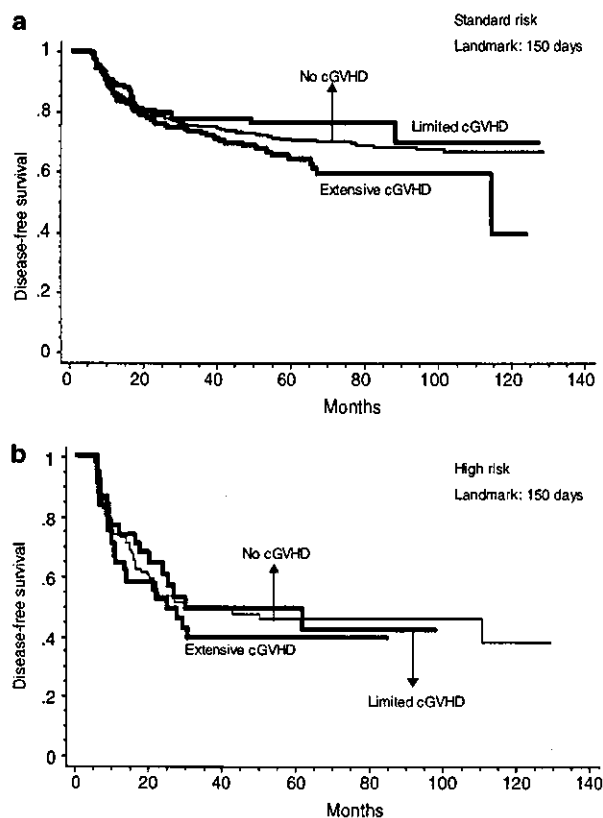 a
Standard risk
Landmark: 150 days
No cGVHD
Limited cGVHD
Extensive cGVHD
Disease-free survival
1
.8
.6
.4
.2
0
0 20 40 60 80 100 120 140
Months
b
High risk
Landmark: 150 days
No cGVHD
Extensive cGVHD
Limited cGVHD
Disease-free survival
1
.8
.6
.4
.2
0
0 20 40 60 80 100 120 140
Months